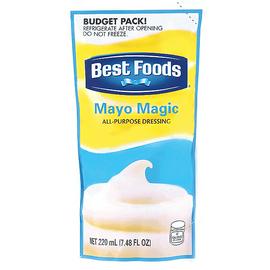 BUDGET PACK!
REFRIGERATE AFTER OPENING
DO NOT FREEZE.
Best Foods
Mayo Magic
ALL-PURPOSE DRESSING
NET 220 mL (7.48 FL OZ)